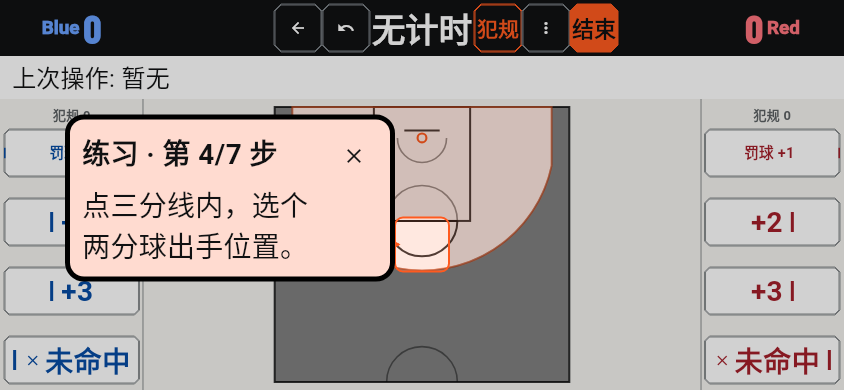 Blue 0
无计时
犯规
结束
0 Red
上次操作: 暂无
犯规 0
犯规 0
练习 · 第 4/7 步
点三分线内，选个
两分球出手位置。
罚球 +1
+2
+3
+3
× 未命中
× 未命中